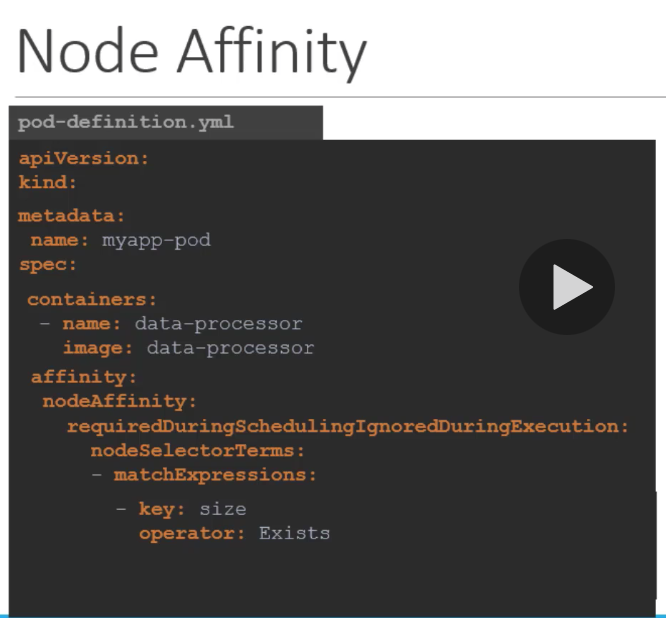 Node Affinity
pod-definition.yml
apiVersion:
kind:
metadata:
name: myapp-pod
spec:
containers:
- name: data-processor
image: data-processor
affinity:
nodeAffinity:
requiredDuringSchedulingIgnoredDuringExecution:
nodeSelectorTerms:
- matchExpressions:
- key: size
operator: Exists